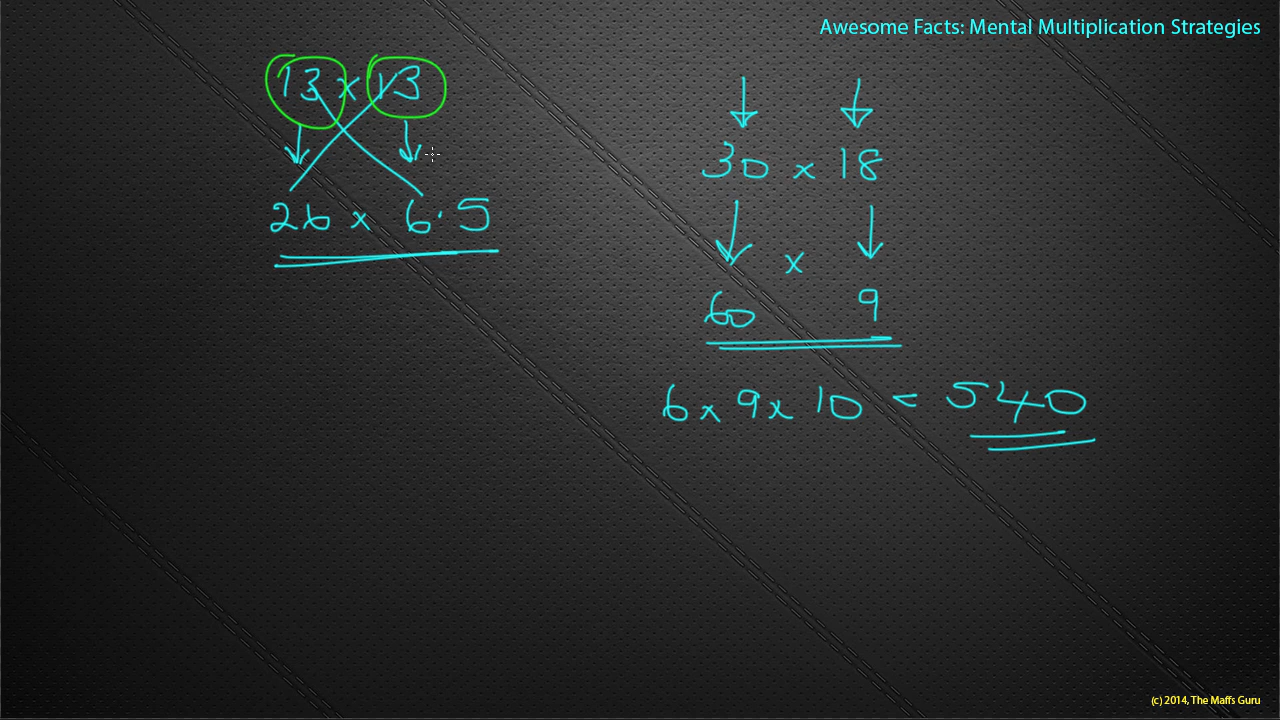 Awesome Facts: Mental Multiplication Strategies
13 x 13
26 x 6.5
30 x 18
x
60 9
6 x 9 x 10 = 540
(c) 2014, The Maffs Guru